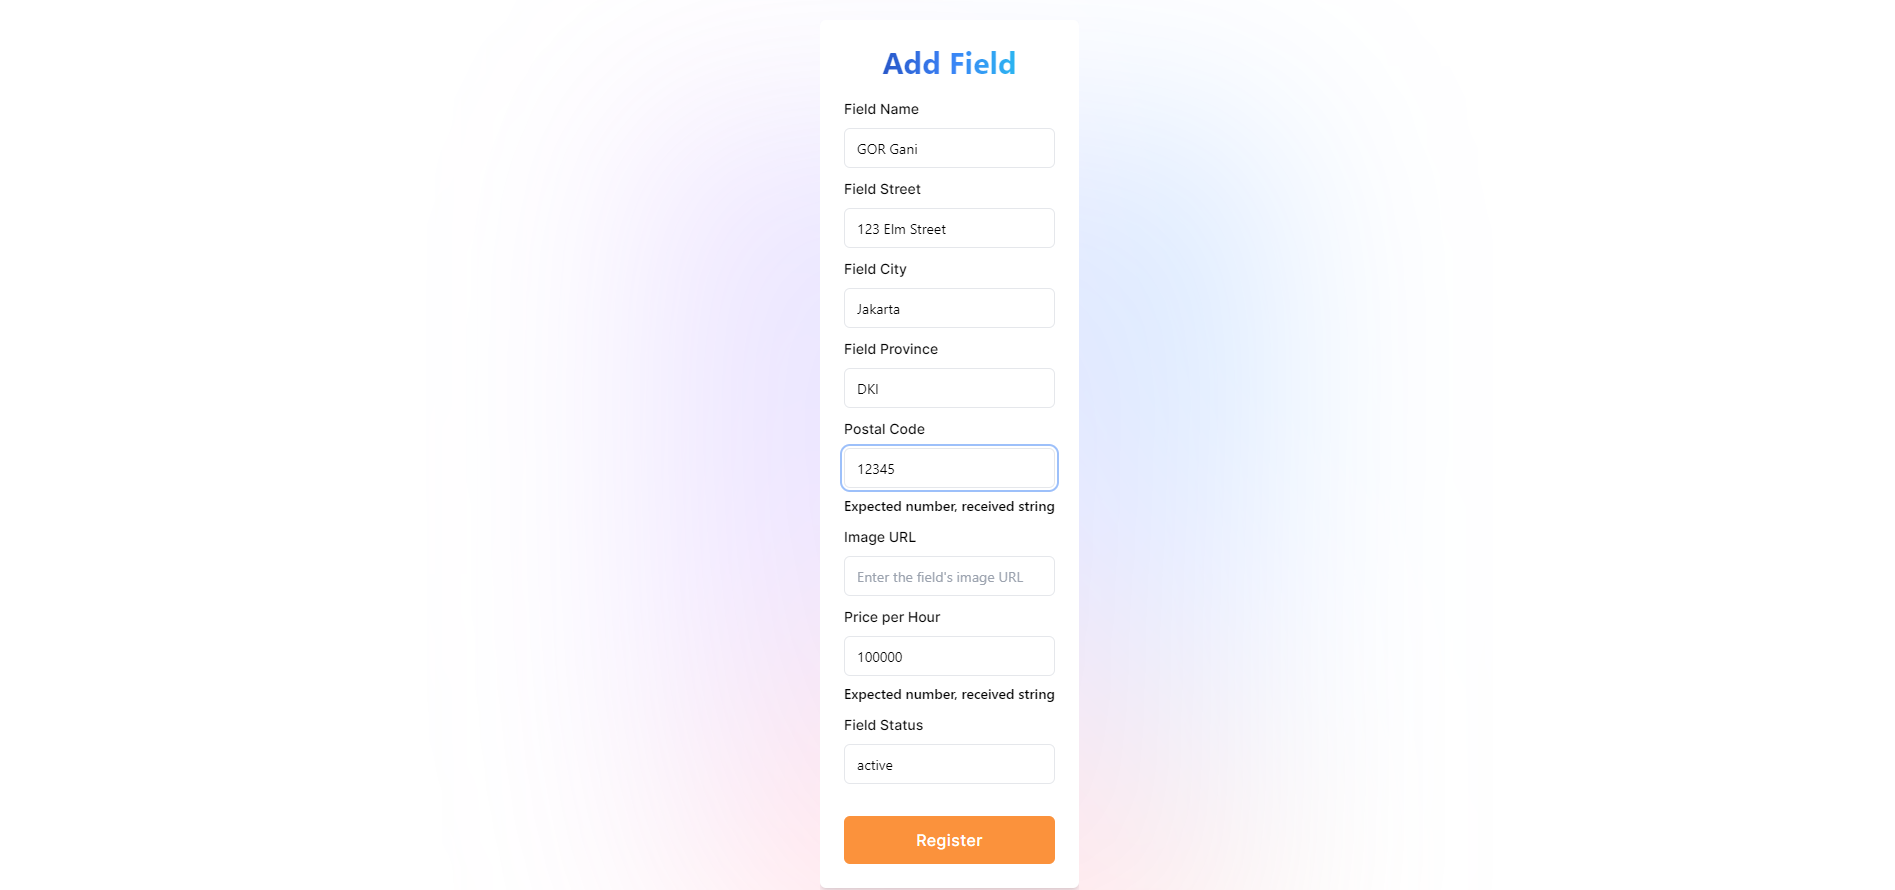 Add Field
Field Name
GOR Gani
Field Street
123 Elm Street
Field City
Jakarta
Field Province
DKI
Postal Code
12345
Expected number, received string
Image URL
Enter the field's image URL
Price per Hour
100000
Expected number, received string
Field Status
active
Register